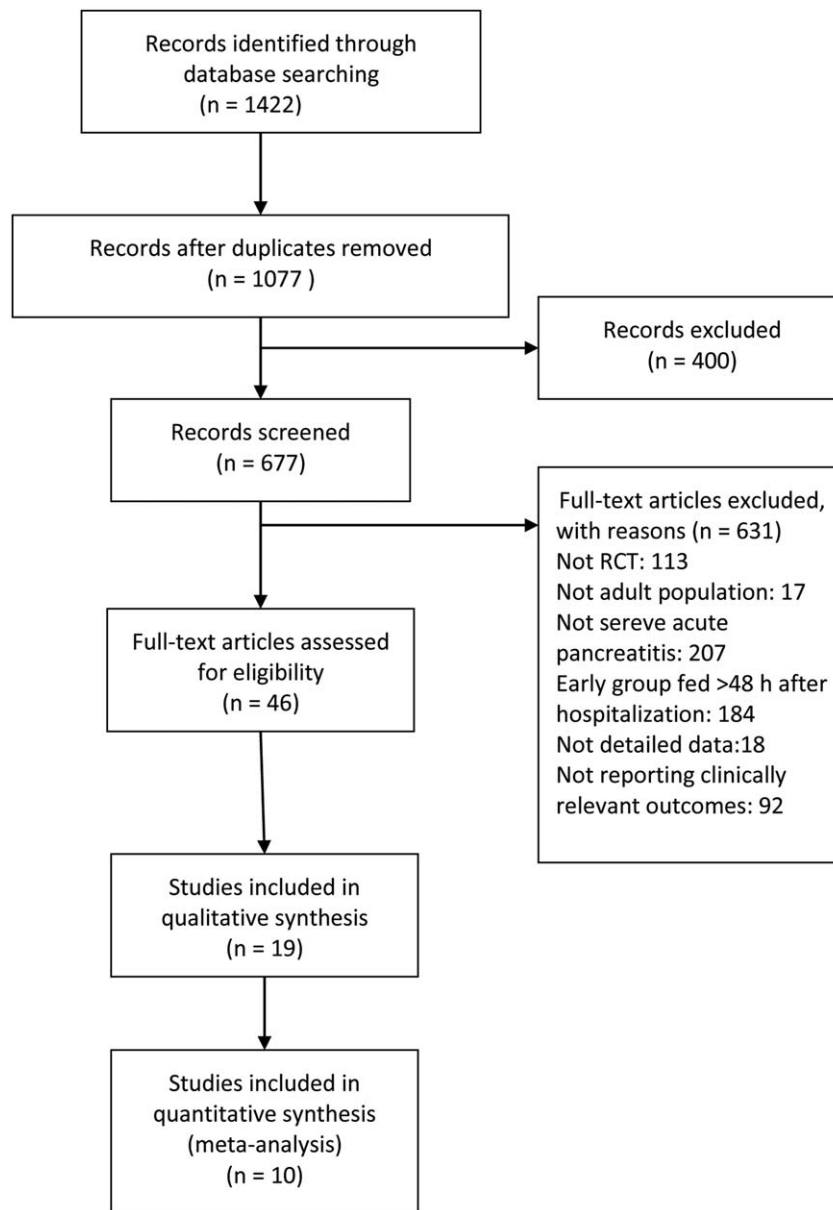 Records identified through
database searching
(n = 1422)
Records after duplicates removed
(n = 1077 )
Records excluded
(n = 400)
Records screened
(n = 677)
Full-text articles excluded,
with reasons (n = 631)
Not RCT: 113
Not adult population: 17
Not sereve acute
pancreatitis: 207
Early group fed >48 h after
hospitalization: 184
Not detailed data:18
Not reporting clinically
relevant outcomes: 92
Full-text articles assessed
for eligibility
(n = 46)
Studies included in
qualitative synthesis
(n = 19)
Studies included in
quantitative synthesis
(meta-analysis)
(n = 10)